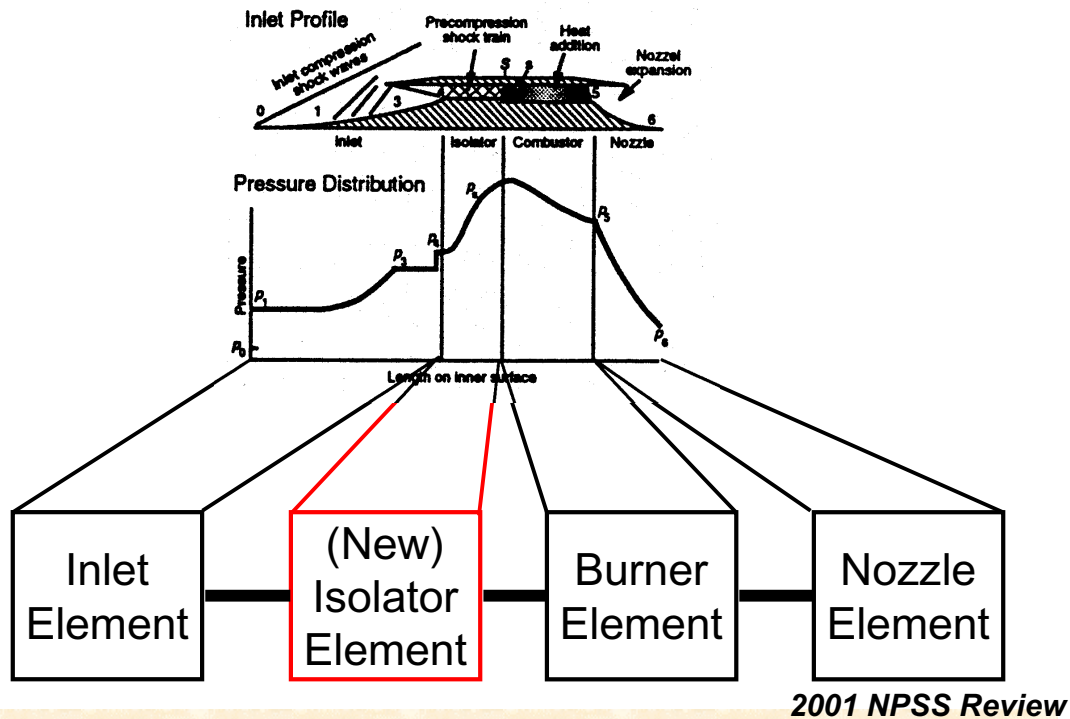 Inlet Profile
Precompression
shock train
Heat
addition
Nozzel
expansion
Inlet compression
shock waves
S
s
0
1
3
4
5
6
Inlet
Isolator
Combustor
Nozzle
Pressure Distribution
Pressure
p1
p3
p4
ps
p5
p6
p0
Length on inner surface
Inlet
Element
(New)
Isolator
Element
Burner
Element
Nozzle
Element
2001 NPSS Review